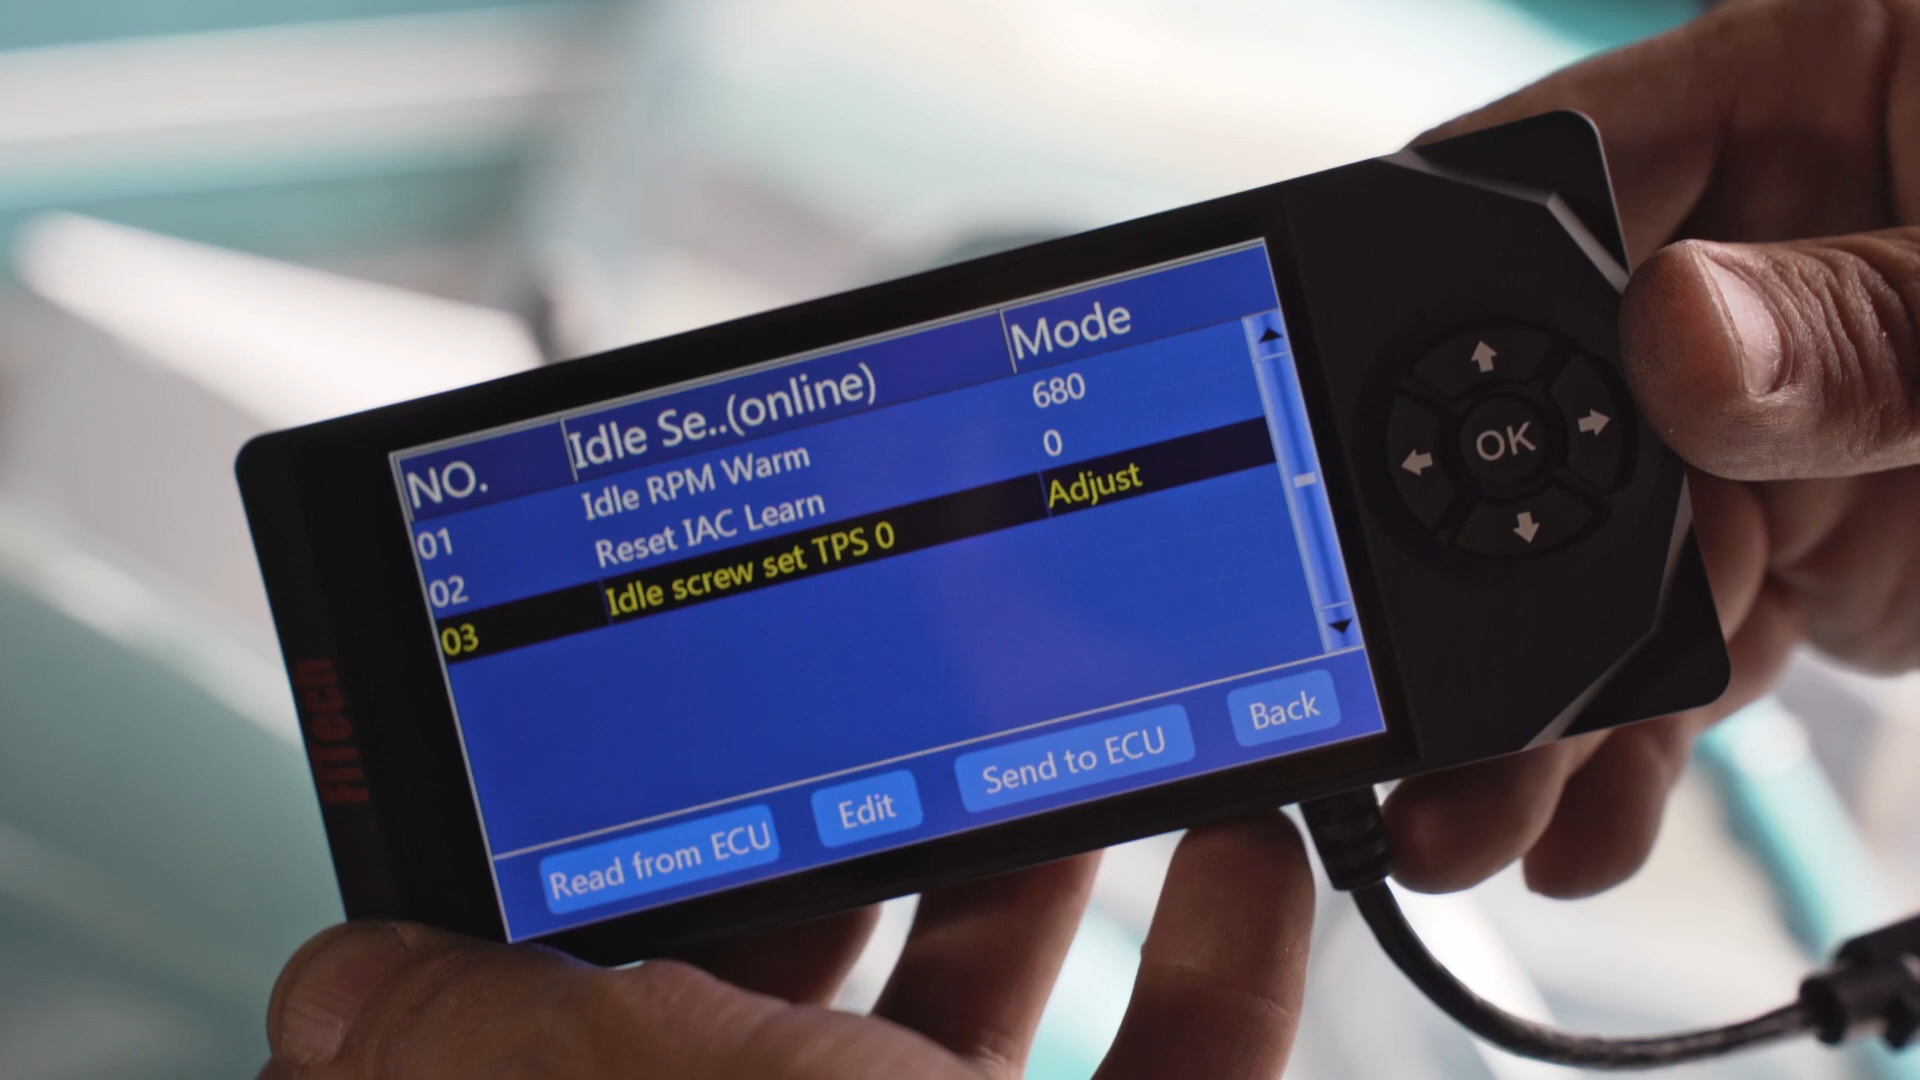 NO. Idle Se..(online) Mode
01 Idle RPM Warm 680
02 Reset IAC Learn 0
03 Idle screw set TPS 0 Adjust
Read from ECU Edit Send to ECU Back
OK
FiTech